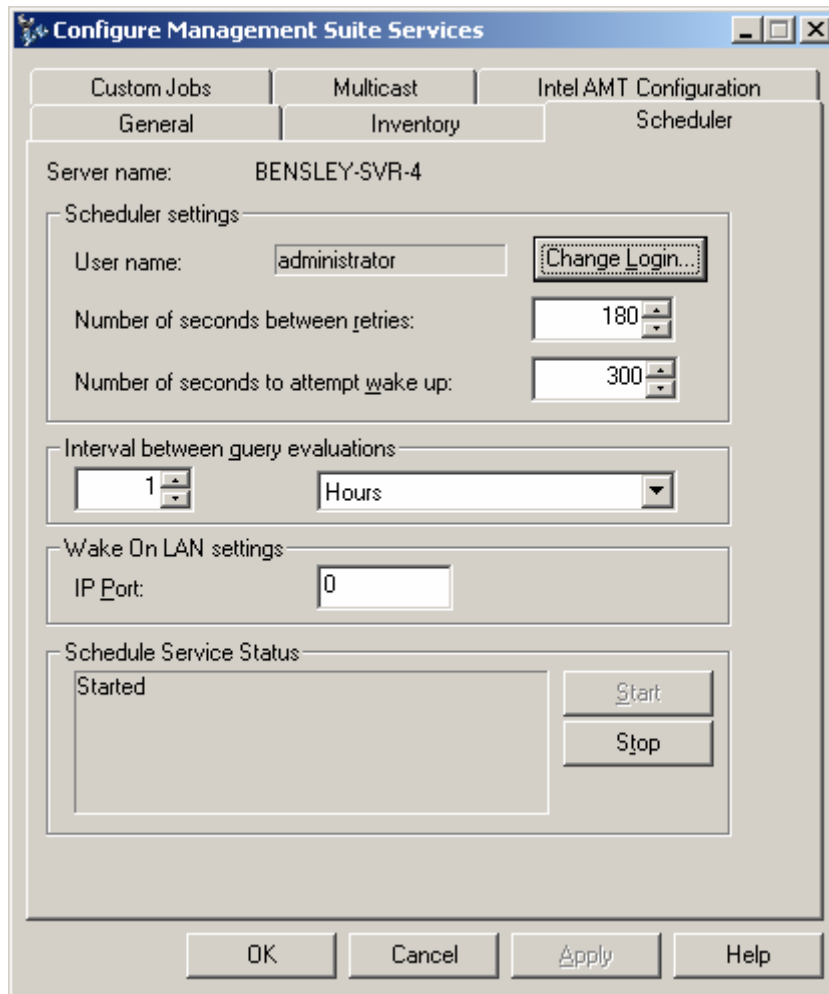 Configure Management Suite Services
Custom Jobs
Multicast
Intel AMT Configuration
General
Inventory
Scheduler
Server name: BENSLEY-SVR-4
Scheduler settings
User name: administrator Change Login...
Number of seconds between retries: 180
Number of seconds to attempt wake up: 300
Interval between query evaluations
1 Hours
Wake On LAN settings
IP Port: 0
Schedule Service Status
Started
Start
Stop
OK
Cancel
Apply
Help